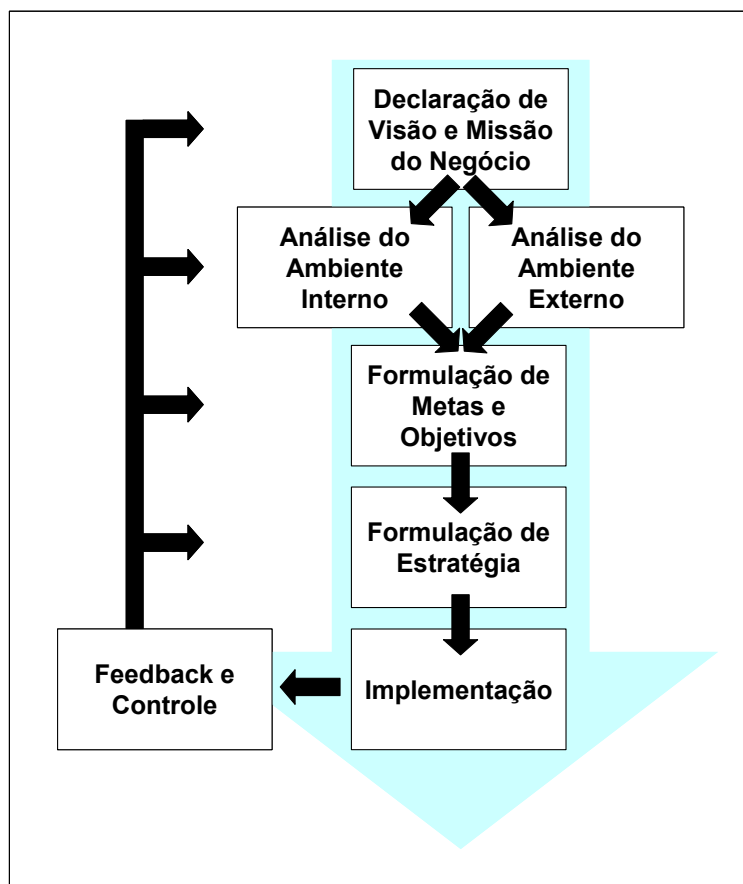 Declaração de
Visão e Missão
do Negócio
Análise do
Ambiente
Interno
Análise do
Ambiente
Externo
Formulação de
Metas e
Objetivos
Formulação de
Estratégia
Feedback e
Controle
Implementação